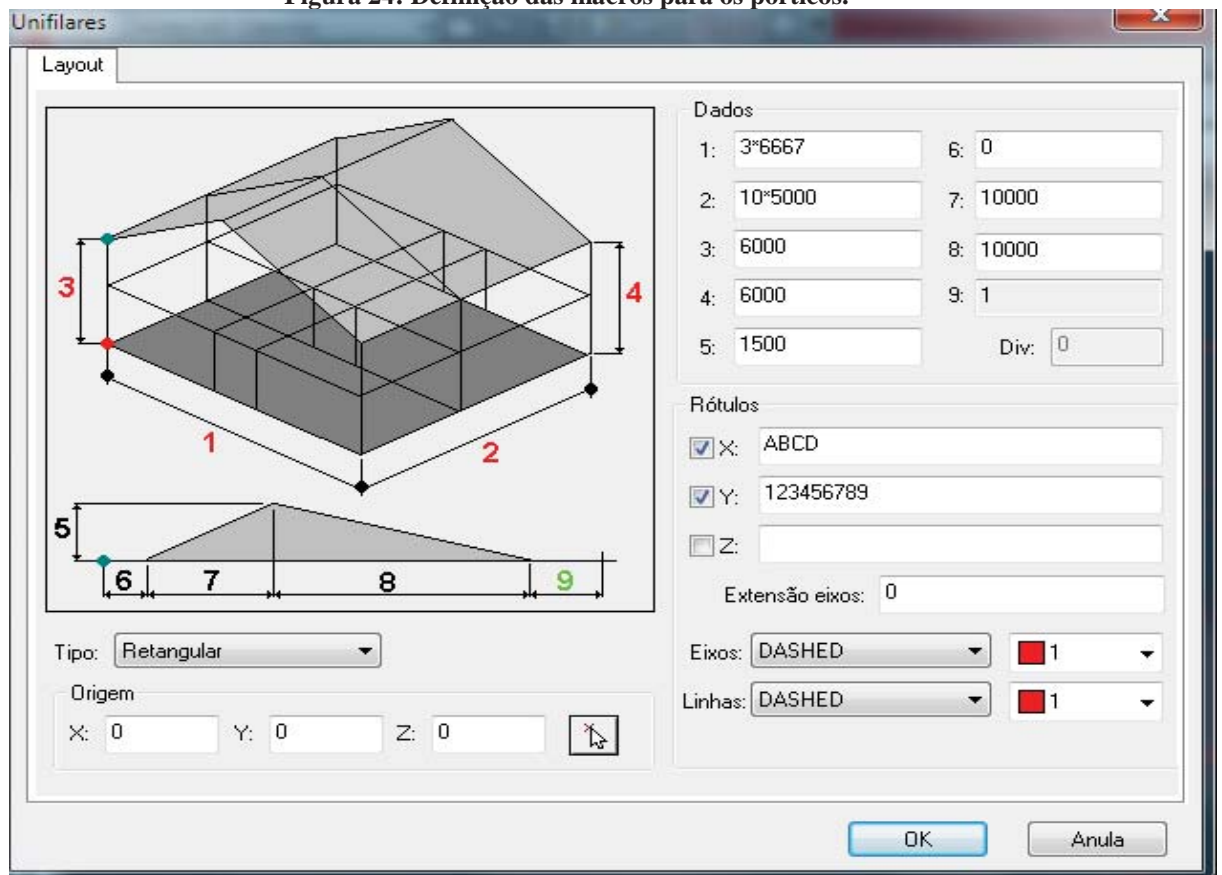 Figura 24: Definição das macros para os pórticos.
Unifilares
X
Layout
3
4
1
2
5
6 7 8 9
Tipo: Retangular
Origem
X: 0 Y: 0 Z: 0
Dados
1: 3*6667 6: 0
2: 10*5000 7: 10000
3: 6000 8: 10000
4: 6000 9: 1
5: 1500 Div: 0
Rótulos
X: ABCD
Y: 123456789
Z:
Extensão eixos: 0
Eixos: DASHED 1
Linhas: DASHED 1
OK Anula